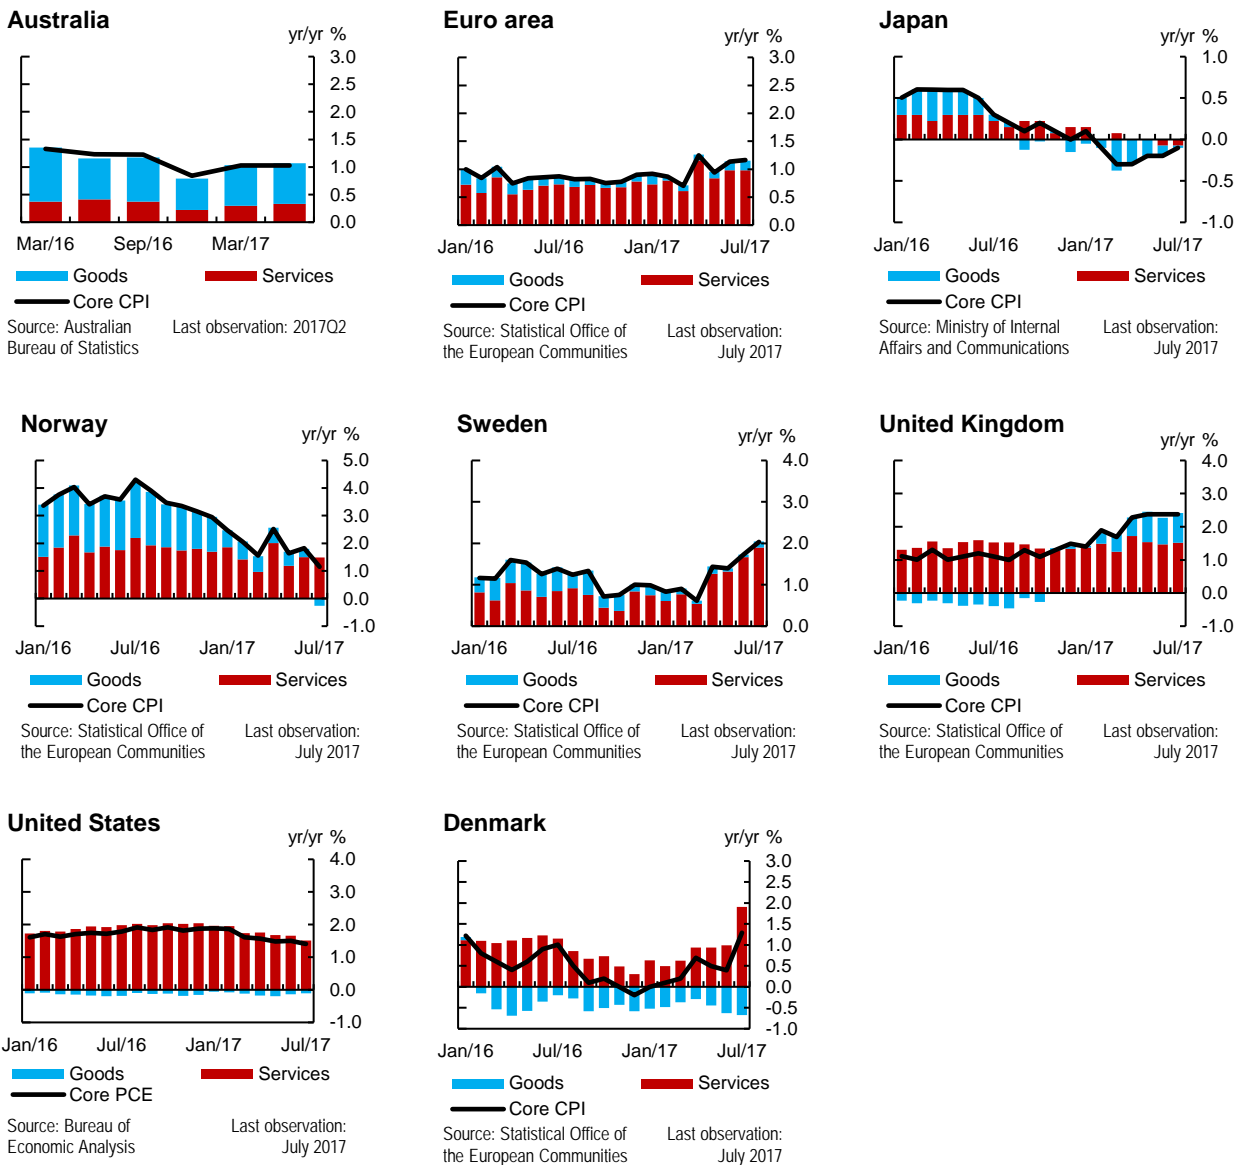 Australia
yr/yr %
3.0
2.5
2.0
1.5
1.0
0.5
0.0
Mar/16 Sep/16 Mar/17
Goods Services
Core CPI
Source: Australian Last observation: 2017Q2
Bureau of Statistics
Euro area
yr/yr %
3.0
2.5
2.0
1.5
1.0
0.5
0.0
Jan/16 Jul/16 Jan/17 Jul/17
Goods Services
Core CPI
Source: Statistical Office of Last observation:
the European Communities July 2017
Japan
yr/yr %
1.0
0.5
0.0
-0.5
-1.0
Jan/16 Jul/16 Jan/17 Jul/17
Goods Services
Core CPI
Source: Ministry of Internal Last observation:
Affairs and Communications July 2017
Norway
yr/yr %
5.0
4.0
3.0
2.0
1.0
0.0
-1.0
Jan/16 Jul/16 Jan/17 Jul/17
Goods Services
Core CPI
Source: Statistical Office of Last observation:
the European Communities July 2017
Sweden
yr/yr %
4.0
3.0
2.0
1.0
0.0
Jan/16 Jul/16 Jan/17 Jul/17
Goods Services
Core CPI
Source: Statistical Office of Last observation:
the European Communities July 2017
United Kingdom
yr/yr %
4.0
3.0
2.0
1.0
0.0
-1.0
Jan/16 Jul/16 Jan/17 Jul/17
Goods Services
Core CPI
Source: Statistical Office of Last observation:
the European Communities July 2017
United States
yr/yr %
4.0
3.0
2.0
1.0
0.0
-1.0
Jan/16 Jul/16 Jan/17 Jul/17
Goods Services
Core PCE
Source: Bureau of Last observation:
Economic Analysis July 2017
Denmark
yr/yr %
3.0
2.5
2.0
1.5
1.0
0.5
0.0
-0.5
-1.0
Jan/16 Jul/16 Jan/17 Jul/17
Goods Services
Core CPI
Source: Statistical Office of Last observation:
the European Communities July 2017